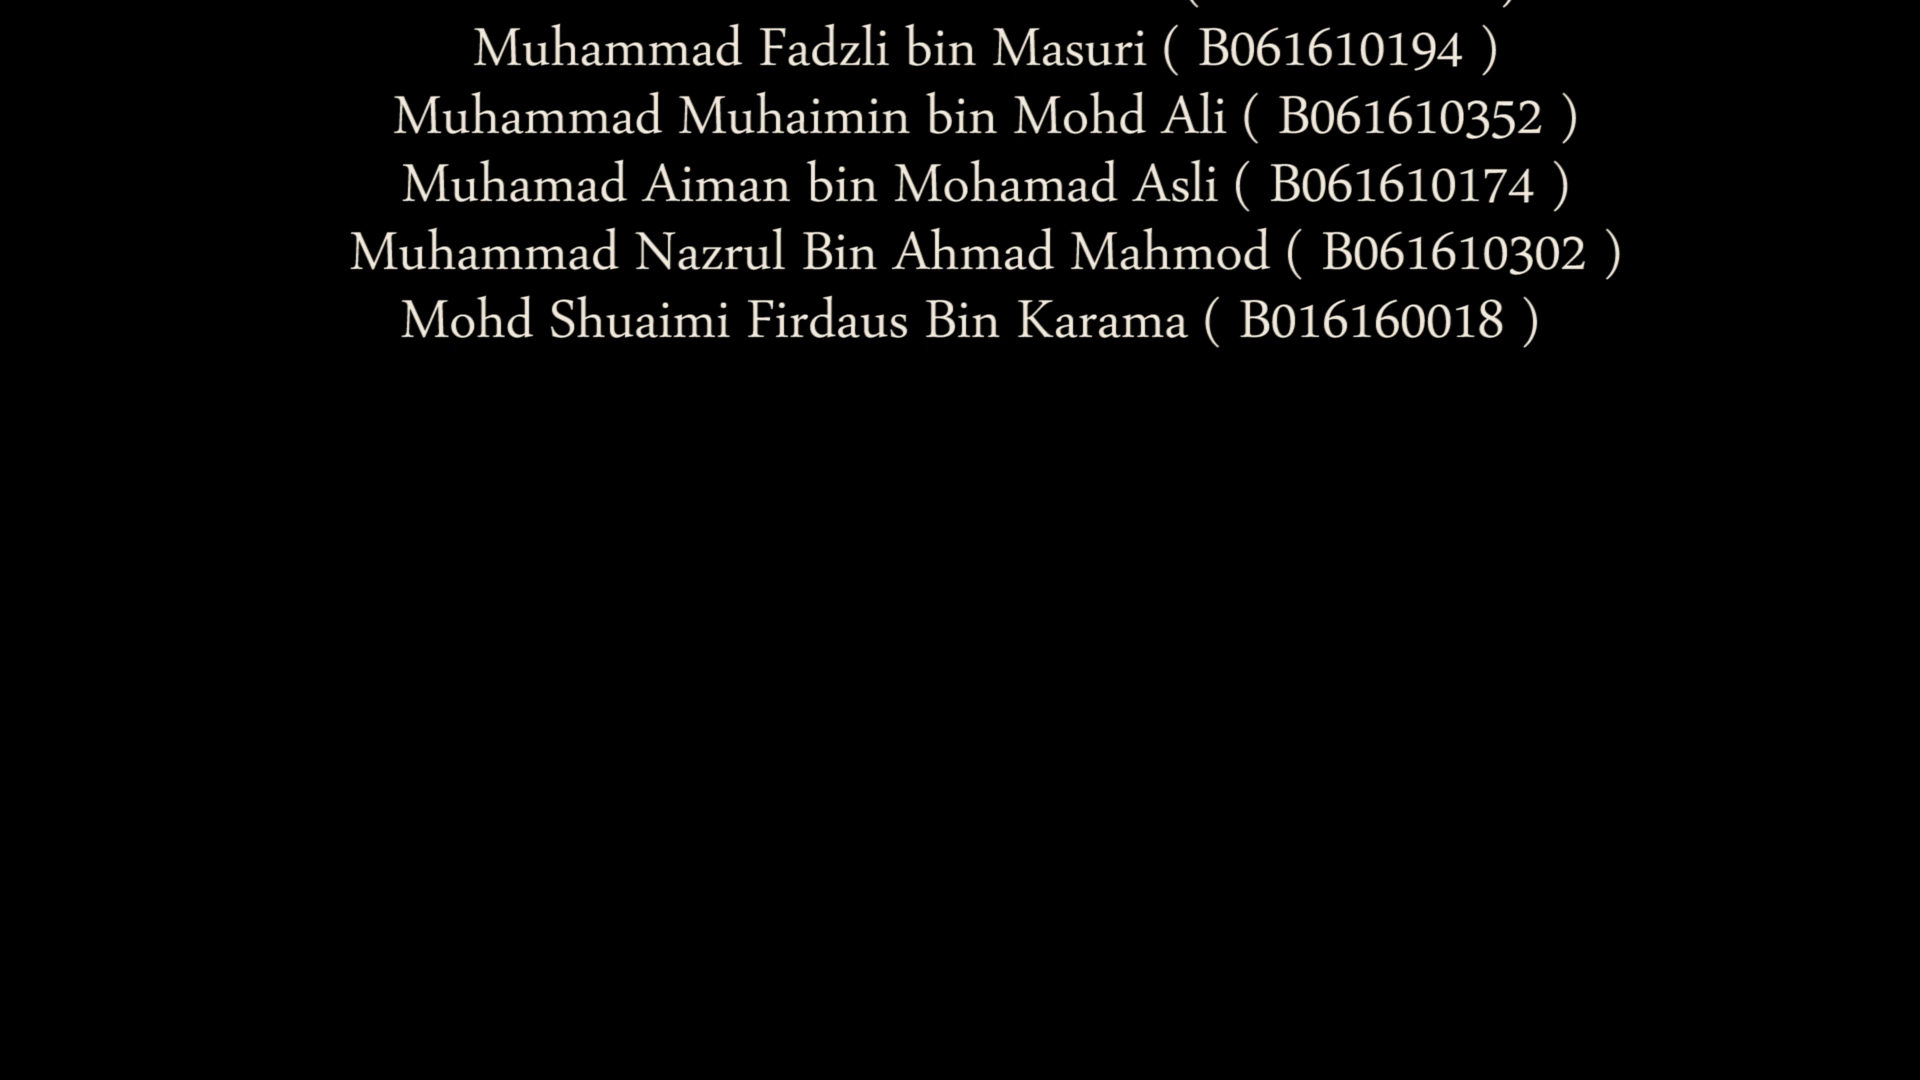 Muhammad Fadzli bin Masuri ( B061610194 )
Muhammad Muhaimin bin Mohd Ali ( B061610352 )
Muhamad Aiman bin Mohamad Asli ( B061610174 )
Muhammad Nazrul Bin Ahmad Mahmod ( B061610302 )
Mohd Shuaimi Firdaus Bin Karama ( B016160018 )